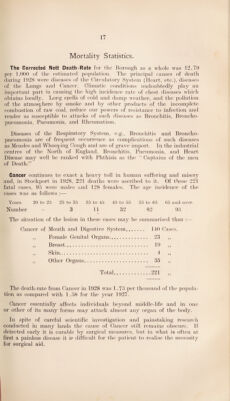 17
Mortality Statistics.
The Corrected Nett Death-Rate for the Borough as a whole was 12.70
per 1,000 of the estimated population. The principal causes of death
during 1928 were diseases of the Circulatory System (Heart, etc.), diseases
of the Lungs and Cancer. Climatic conditions undoubtedly play an
important part in causing the high incidence rate of chest diseases which
obtains locally. Long spells of cold and damp weather, and the pollution
of the atmosphere by smoke and by other products of the incomplete
combustion of raw coal, reduce our powers of resistance to infection and
render us susceptible to attacks of such diseases as Bronchitis, Broncho-
pneumonia, Pneumonia, and Rheumatism.
Diseases of the Respiratory System, e.g., Bronchitis and Broncho-
pneumonia are of frequent occurrence as complications of such diseases
as Measles and Whooping Cough and are of grave import. In the industrial
centres of the North of England, Bronchitis, Pneumonia, and Heart
Disease may well be ranked with Phthisis as the "Captains of the men
of Death."
Cancer continues to exact a heavy toll in human suffering and misery
and, in Stockport in 1928, 221 deaths were ascribed to it. Of these 221
fatal cases, 95 were males and 128 females. The age incidence of the
cases was as follows :—
Years 20 to 25 25 to 35 35 to 45 45 to 55 55 to 65 65 and over.
Number – 3 11 32 82 93
The situation of the lesion in these cases may be summarised thus :—
Cancer of Mouth and Digestive System....... 140 Cases.
,, Female Genital Organs............. 23 ,,
,, Breast............................ 19 ,,
,, Skin.............................. 4 ,,
,, Other Organs...................... 35 ,,
Total........... 221
The death-rate from Cancer in 1928 was 1.73 per thousand of the popula-
tion as compared with 1.58 for the year 1927.
Cancer essentially affects individuals beyond middle-life and in one
or other of its many forms may attack almost any organ of the body.
In spite of careful scientific investigation and painstaking research
conducted in many lands the cause of Cancer still remains obscure. If
detected early it is curable by surgical measures, but in what is often at
first a painless disease it is difficult for the patient to realise the necessity
for surgical aid.